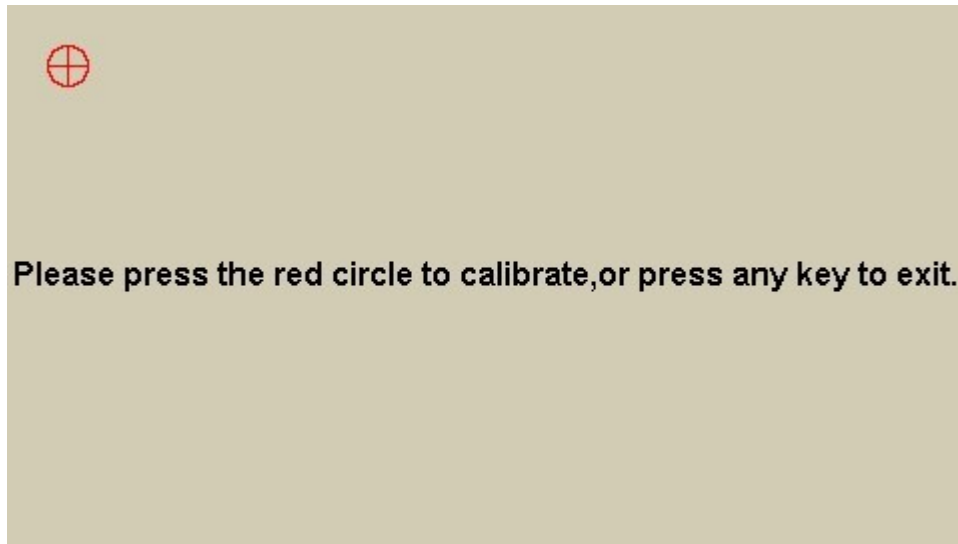 Please press the red circle to calibrate,or press any key to exit.